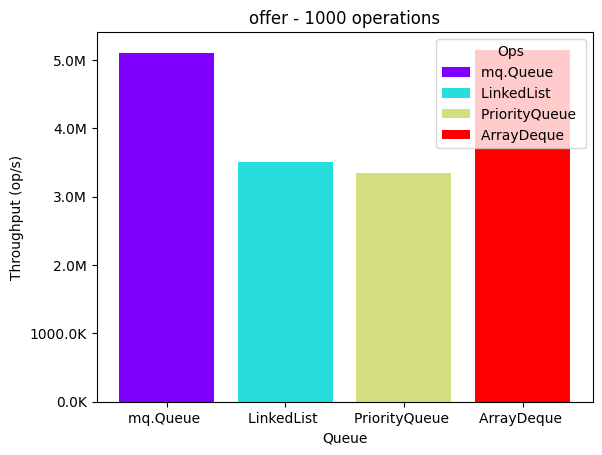 offer - 1000 operations
Throughput (op/s)
5.0M
4.0M
3.0M
2.0M
1000.0K
0.0K
Ops
mq.Queue
LinkedList
PriorityQueue
ArrayDeque
mq.Queue
LinkedList
PriorityQueue
ArrayDeque
Queue